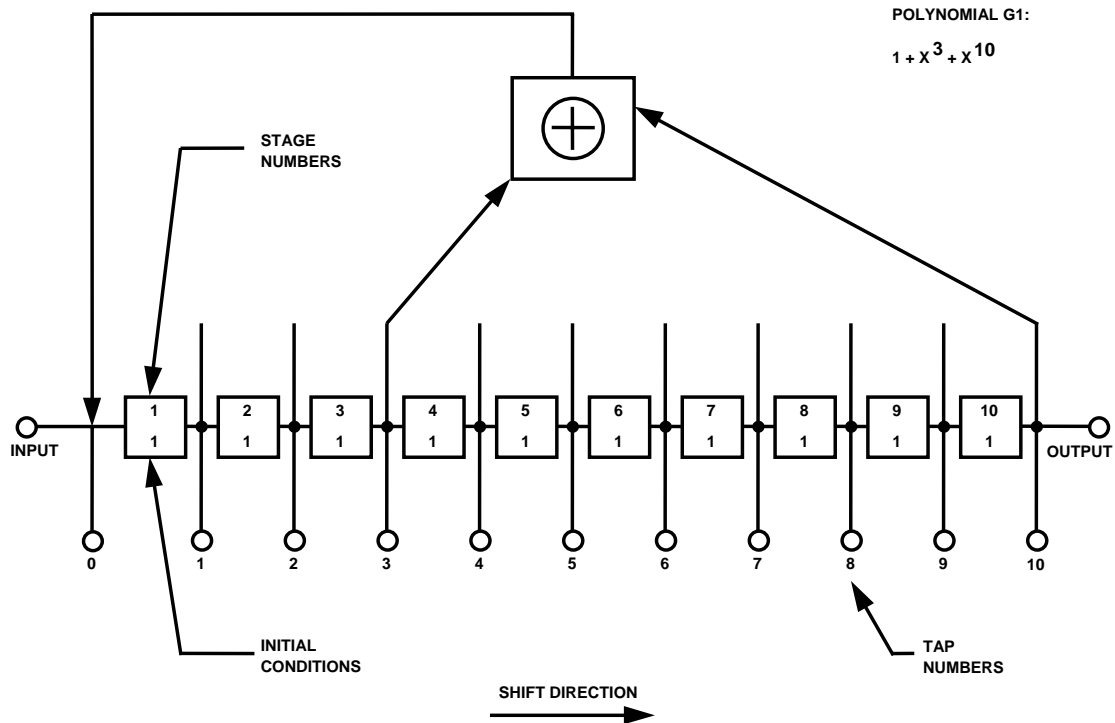 POLYNOMIAL G1:
1 + X^3 + X^10
STAGE
NUMBERS
1 2 3 4 5 6 7 8 9 10
1 1 1 1 1 1 1 1 1 1
INPUT
OUTPUT
0 1 2 3 4 5 6 7 8 9 10
INITIAL
CONDITIONS
TAP
NUMBERS
SHIFT DIRECTION